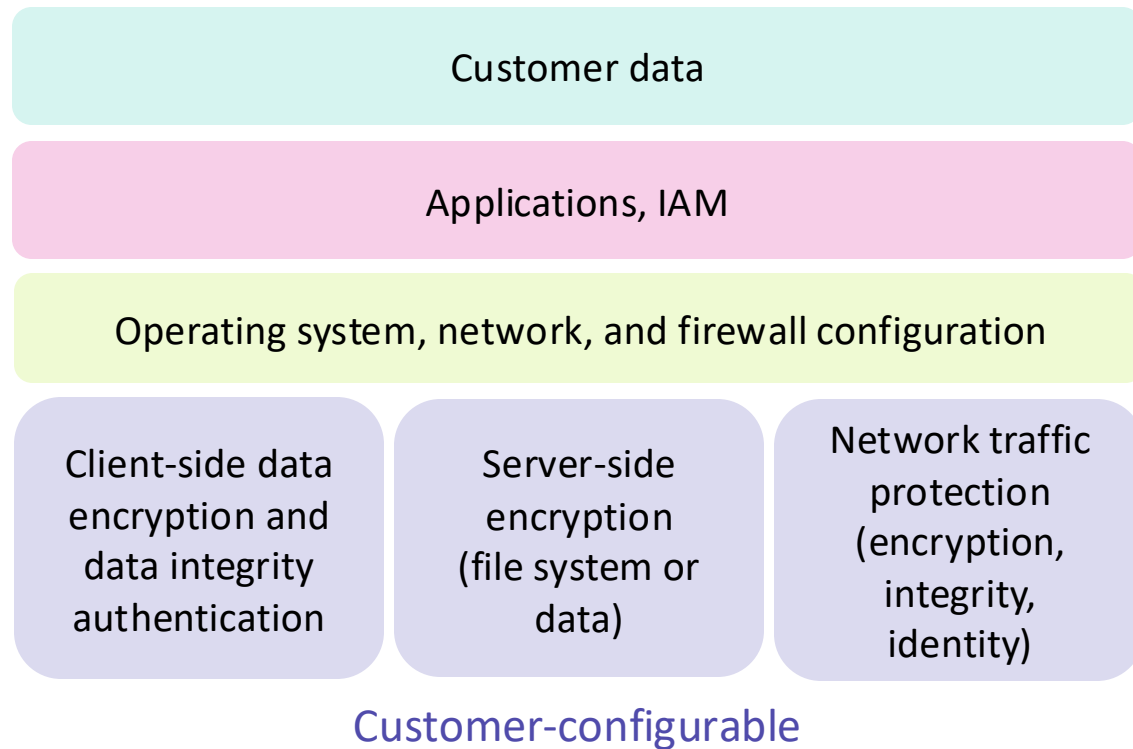 Customer data
Applications, IAM
Operating system, network, and firewall configuration
Client-side data
encryption and
data integrity
authentication
Server-side
encryption
(file system or
data)
Network traffic
protection
(encryption,
integrity,
identity)
Customer-configurable